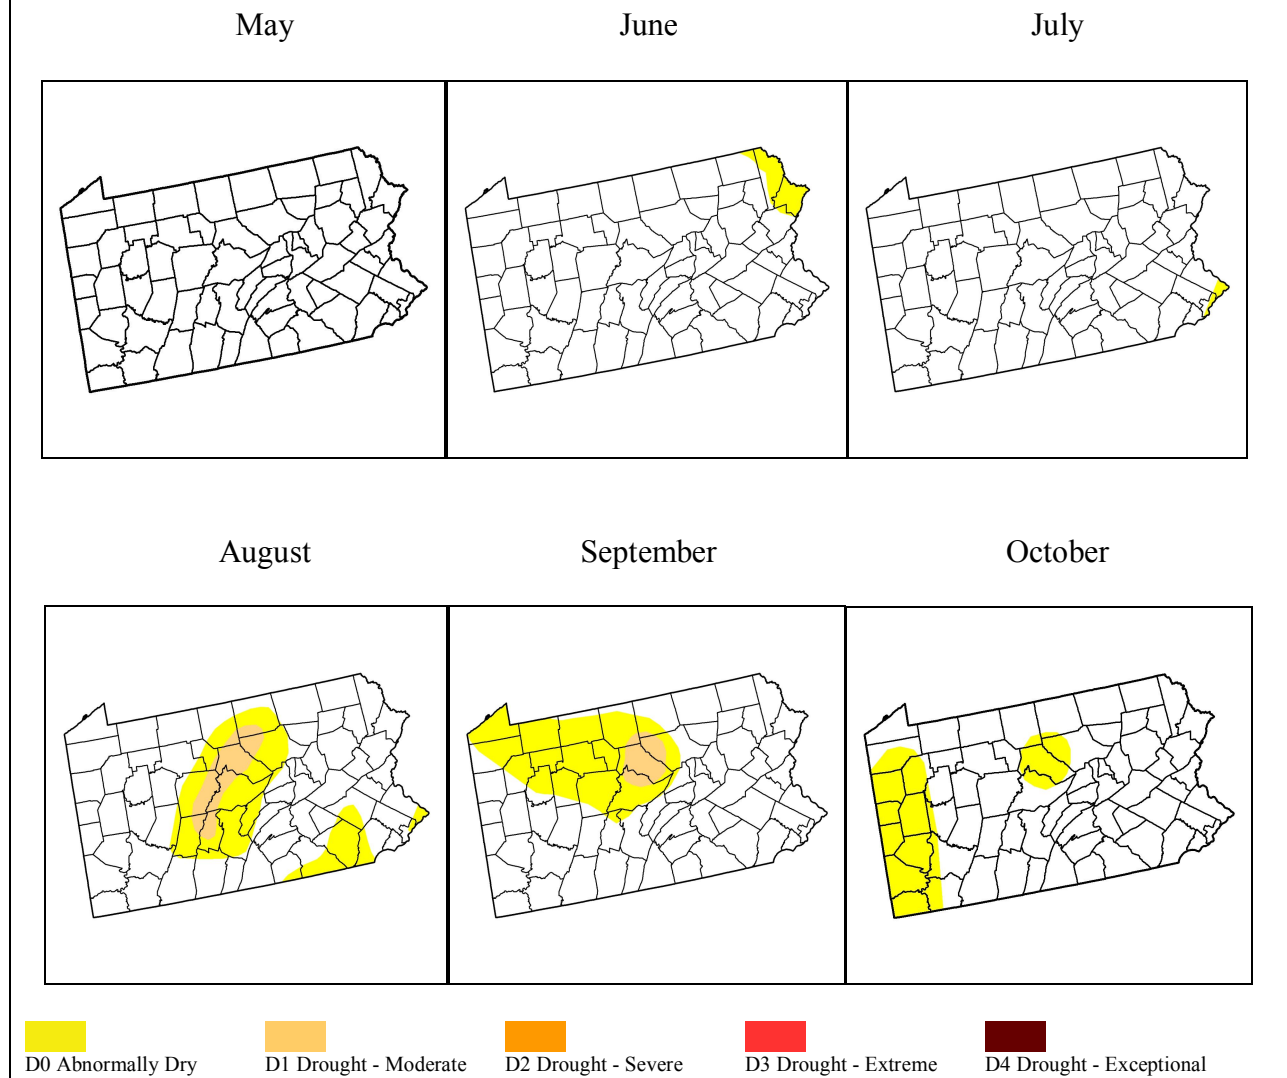 May
June
July
August
September
October
D0 Abnormally Dry
D1 Drought - Moderate
D2 Drought - Severe
D3 Drought - Extreme
D4 Drought - Exceptional